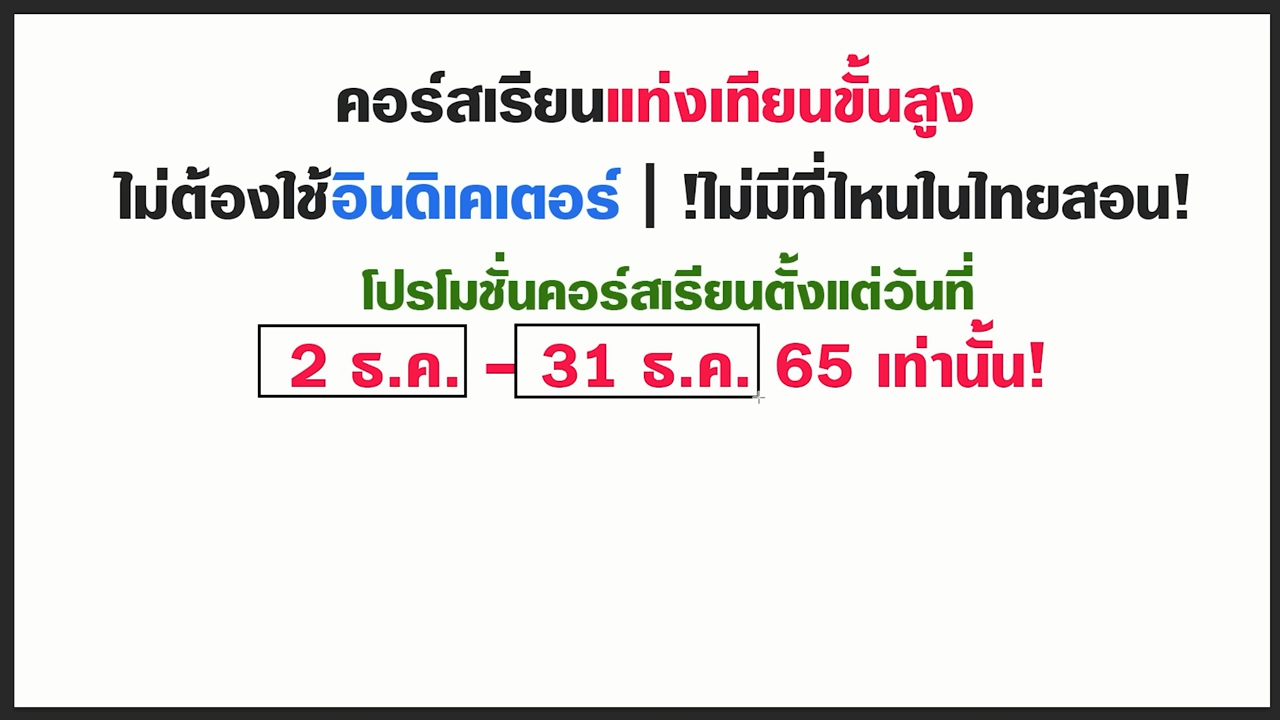 คอร์สเรียนแท่งเทียนขั้นสูง
ไม่ต้องใช้อินดิเคเตอร์ | !ไม่มีที่ไหนในไทยสอน!
โปรโมชั่นคอร์สเรียนตั้งแต่วันที่
2 ธ.ค. – 31 ธ.ค. 65 เท่านั้น!